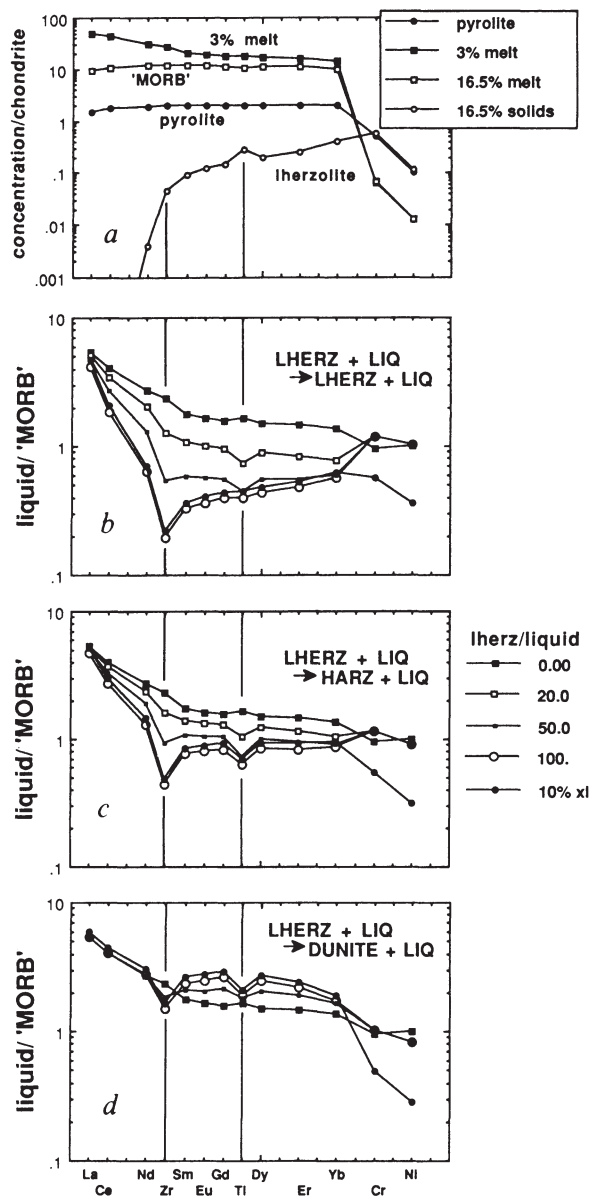 100
10
1
.1
.01
.001
concentration/chondrite
3% melt
'MORB'
pyrolite
lherzolite
a
pyrolite
3% melt
16.5% melt
16.5% solids
10
1
.1
liquid/ 'MORB'
LHERZ + LIQ
→LHERZ + LIQ
b
10
1
.1
liquid/ 'MORB'
LHERZ + LIQ
→HARZ + LIQ
c
lherz/liquid
0.00
20.0
50.0
100.
10% xl
10
1
.1
liquid/ 'MORB'
LHERZ + LIQ
→DUNITE + LIQ
d
La Nd Sm Gd Dy Yb Ni
Ce Zr Eu Ti Er Cr